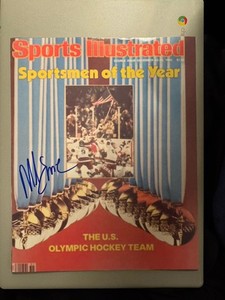 Sports Illustrated
Sportsmen of the Year
THE U.S.
OLYMPIC HOCKEY TEAM